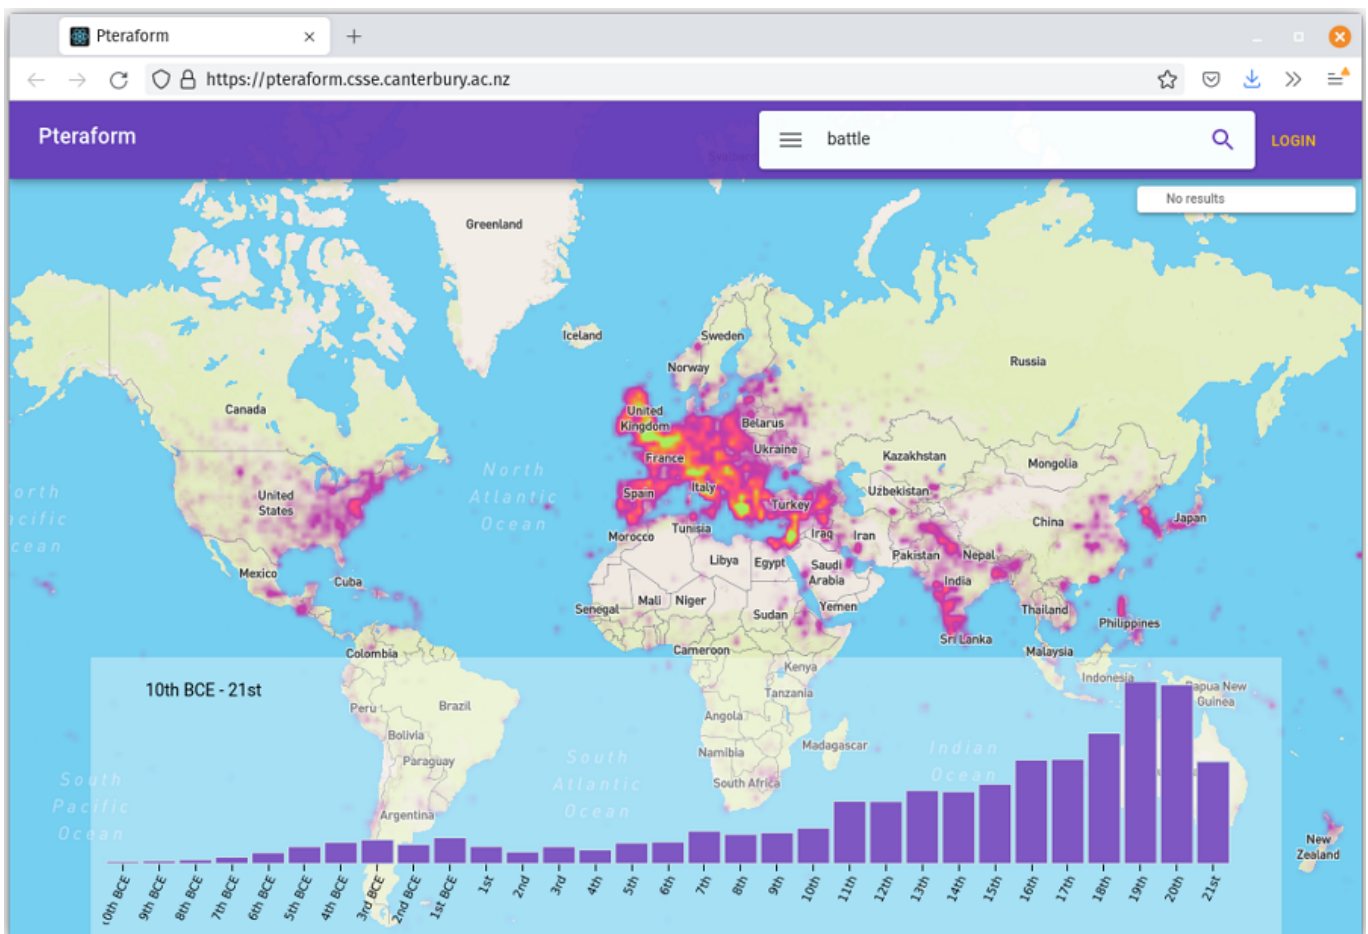 Pteraform
https://pteraform.csse.canterbury.ac.nz
Pteraform
battle
LOGIN
No results
Greenland
Iceland
Sweden
Norway
Russia
Canada
United
Kingdom
Belarus
Ukraine
France
Kazakhstan
Mongolia
North
Atlantic
Ocean
United
States
Spain
Italy
Turkey
Uzbekistan
China
Japan
Morocco
Tunisia
Iraq
Iran
Pakistan
Nepal
Libya
Egypt
Saudi
Arabia
India
Mexico
Cuba
Senegal
Mali
Niger
Sudan
Yemen
Thailand
Philippines
Sri Lanka
Colombia
Cameroon
Malaysia
Kenya
Indonesia
Papua New
Guinea
10th BCE - 21st
Peru
Brazil
Tanzania
Angola
Bolivia
Paraguay
Namibia
Madagascar
Indian
Ocean
South
Pacific
Ocean
South
Atlantic
Ocean
South Africa
Argentina
New
Zealand
0th BCE
9th BCE
8th BCE
7th BCE
6th BCE
5th BCE
4th BCE
3rd BCE
2nd BCE
1st BCE
1st
2nd
3rd
4th
5th
6th
7th
8th
9th
10th
11th
12th
13th
14th
15th
16th
17th
18th
19th
20th
21st